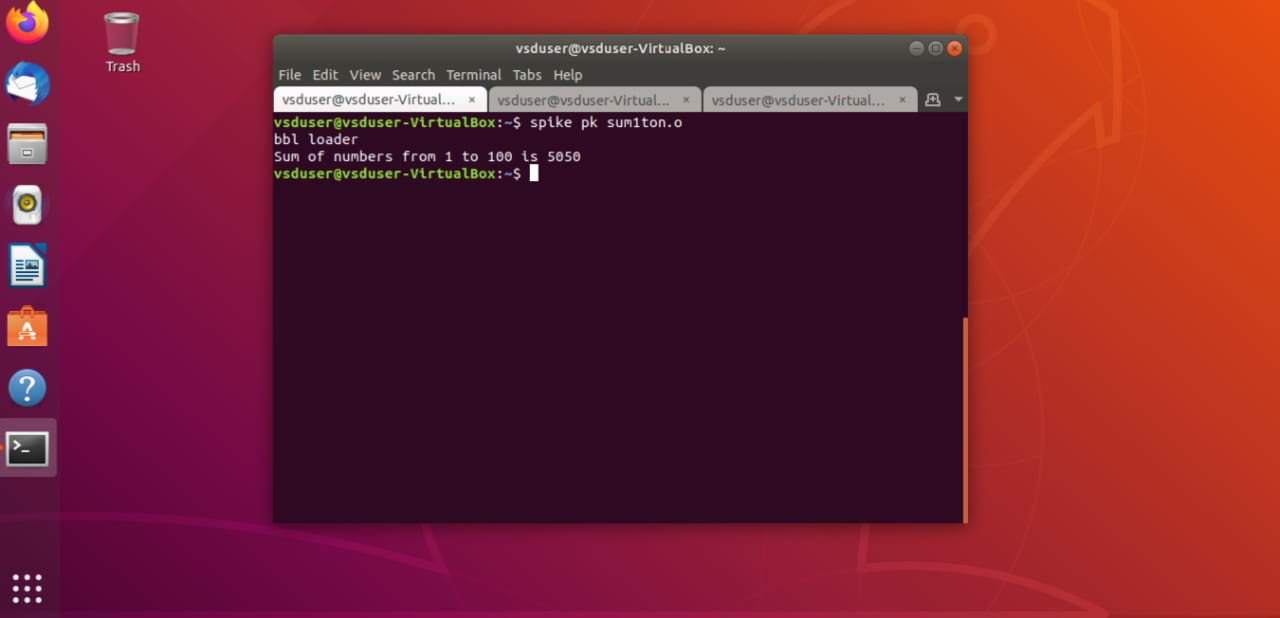 Trash
vsduser@vsduser-VirtualBox: ~
File Edit View Search Terminal Tabs Help
vsduser@vsduser-Virtual... × vsduser@vsduser-Virtual... × vsduser@vsduser-Virtual... ×
vsduser@vsduser-VirtualBox:~$ spike pk sum1ton.o
bbl loader
Sum of numbers from 1 to 100 is 5050
vsduser@vsduser-VirtualBox:~$